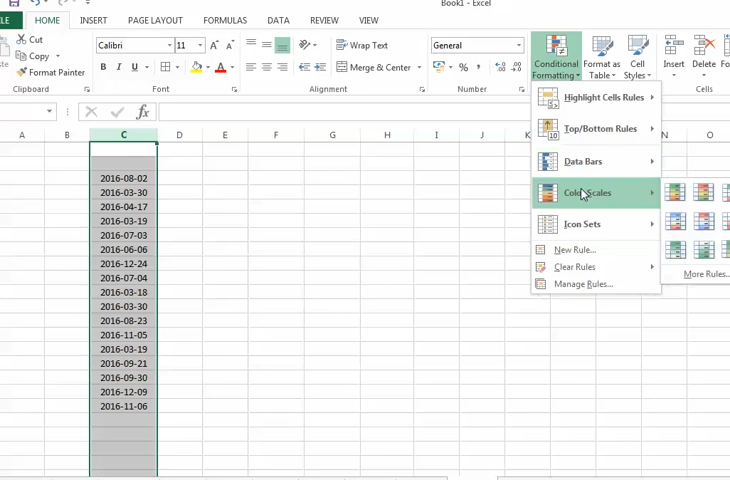 Book1 - Excel
HOME INSERT PAGE LAYOUT FORMULAS DATA REVIEW VIEW
Cut
Copy
Format Painter
Clipboard
Calibri 11
B I U
Font
Wrap Text
Merge & Center
Alignment
General
$ % ,
Number
Conditional Formatting
Format as Table
Cell Styles
Insert Delete
Cells
fx
A B C D E F G H I J K N O
Highlight Cells Rules
Top/Bottom Rules
Data Bars
Color Scales
Icon Sets
New Rule...
Clear Rules
Manage Rules...
More Rules...
2016-08-02
2016-03-30
2016-04-17
2016-03-19
2016-07-03
2016-06-06
2016-12-24
2016-07-04
2016-03-18
2016-03-30
2016-08-23
2016-11-05
2016-03-19
2016-09-21
2016-09-30
2016-12-09
2016-11-06